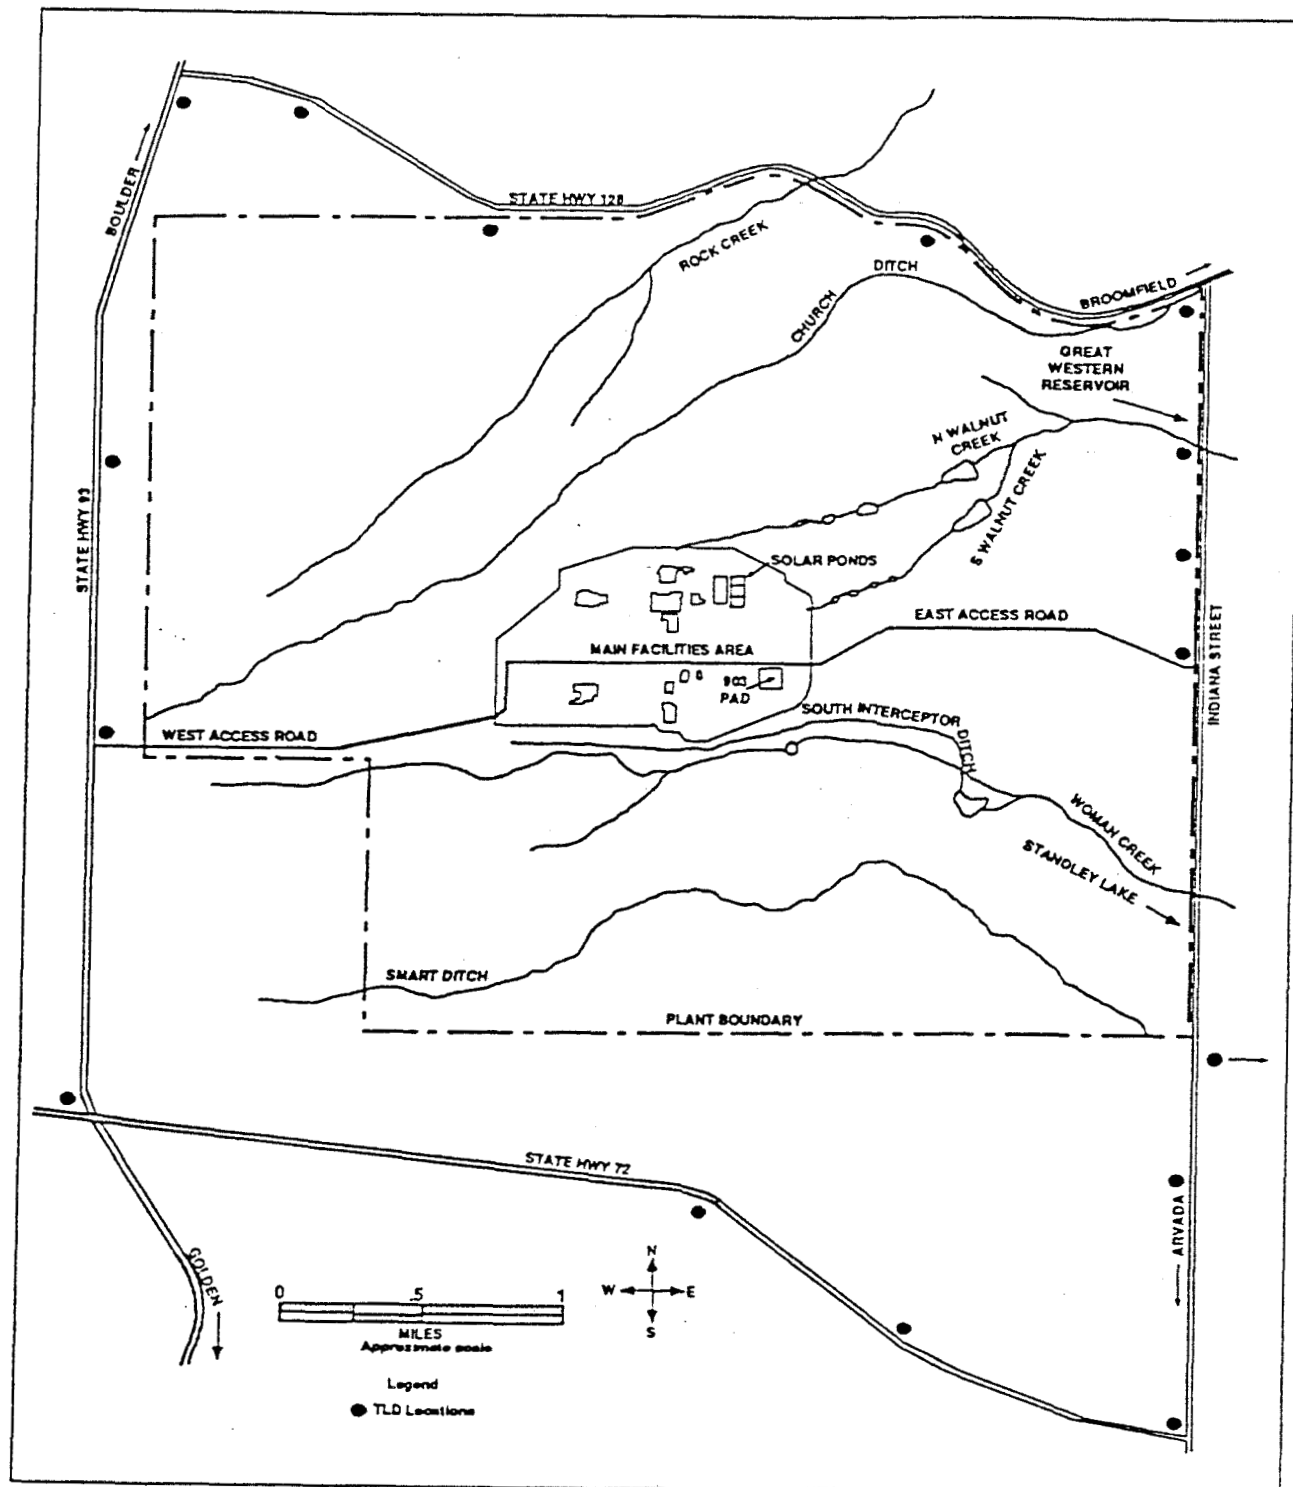 STATE HWY 128
BOULDER
ROCK CREEK
DITCH
CHURCH
BROOMFIELD
GREAT
WESTERN
RESERVOIR
N WALNUT
CREEK
S WALNUT CREEK
STATE HWY 93
SOLAR PONDS
EAST ACCESS ROAD
MAIN FACILITIES AREA
903
PAD
INDIANA STREET
SOUTH INTERCEPTOR
DITCH
WEST ACCESS ROAD
WOMAN CREEK
STANDLEY LAKE
SMART DITCH
PLANT BOUNDARY
STATE HWY 72
ARVADA
GOLDEN
N
W E
S
0 .5 1
MILES
Approximate scale
Legend
TLD Locations